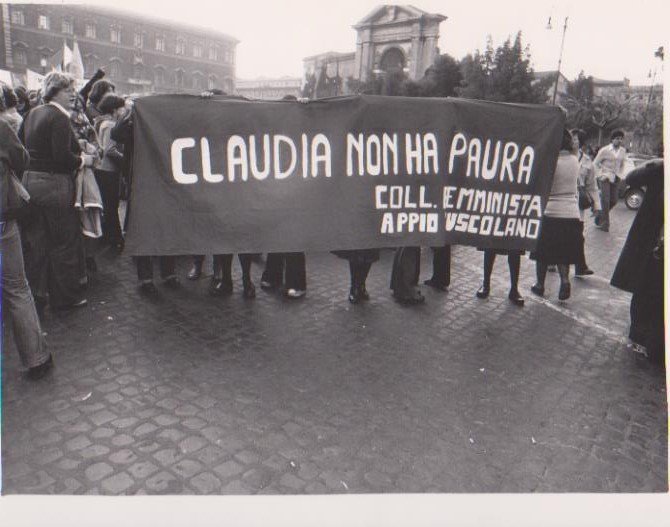 CLAUDIA NON HA PAURA
COLL. FEMMINISTA
APPIO TUSCOLANO